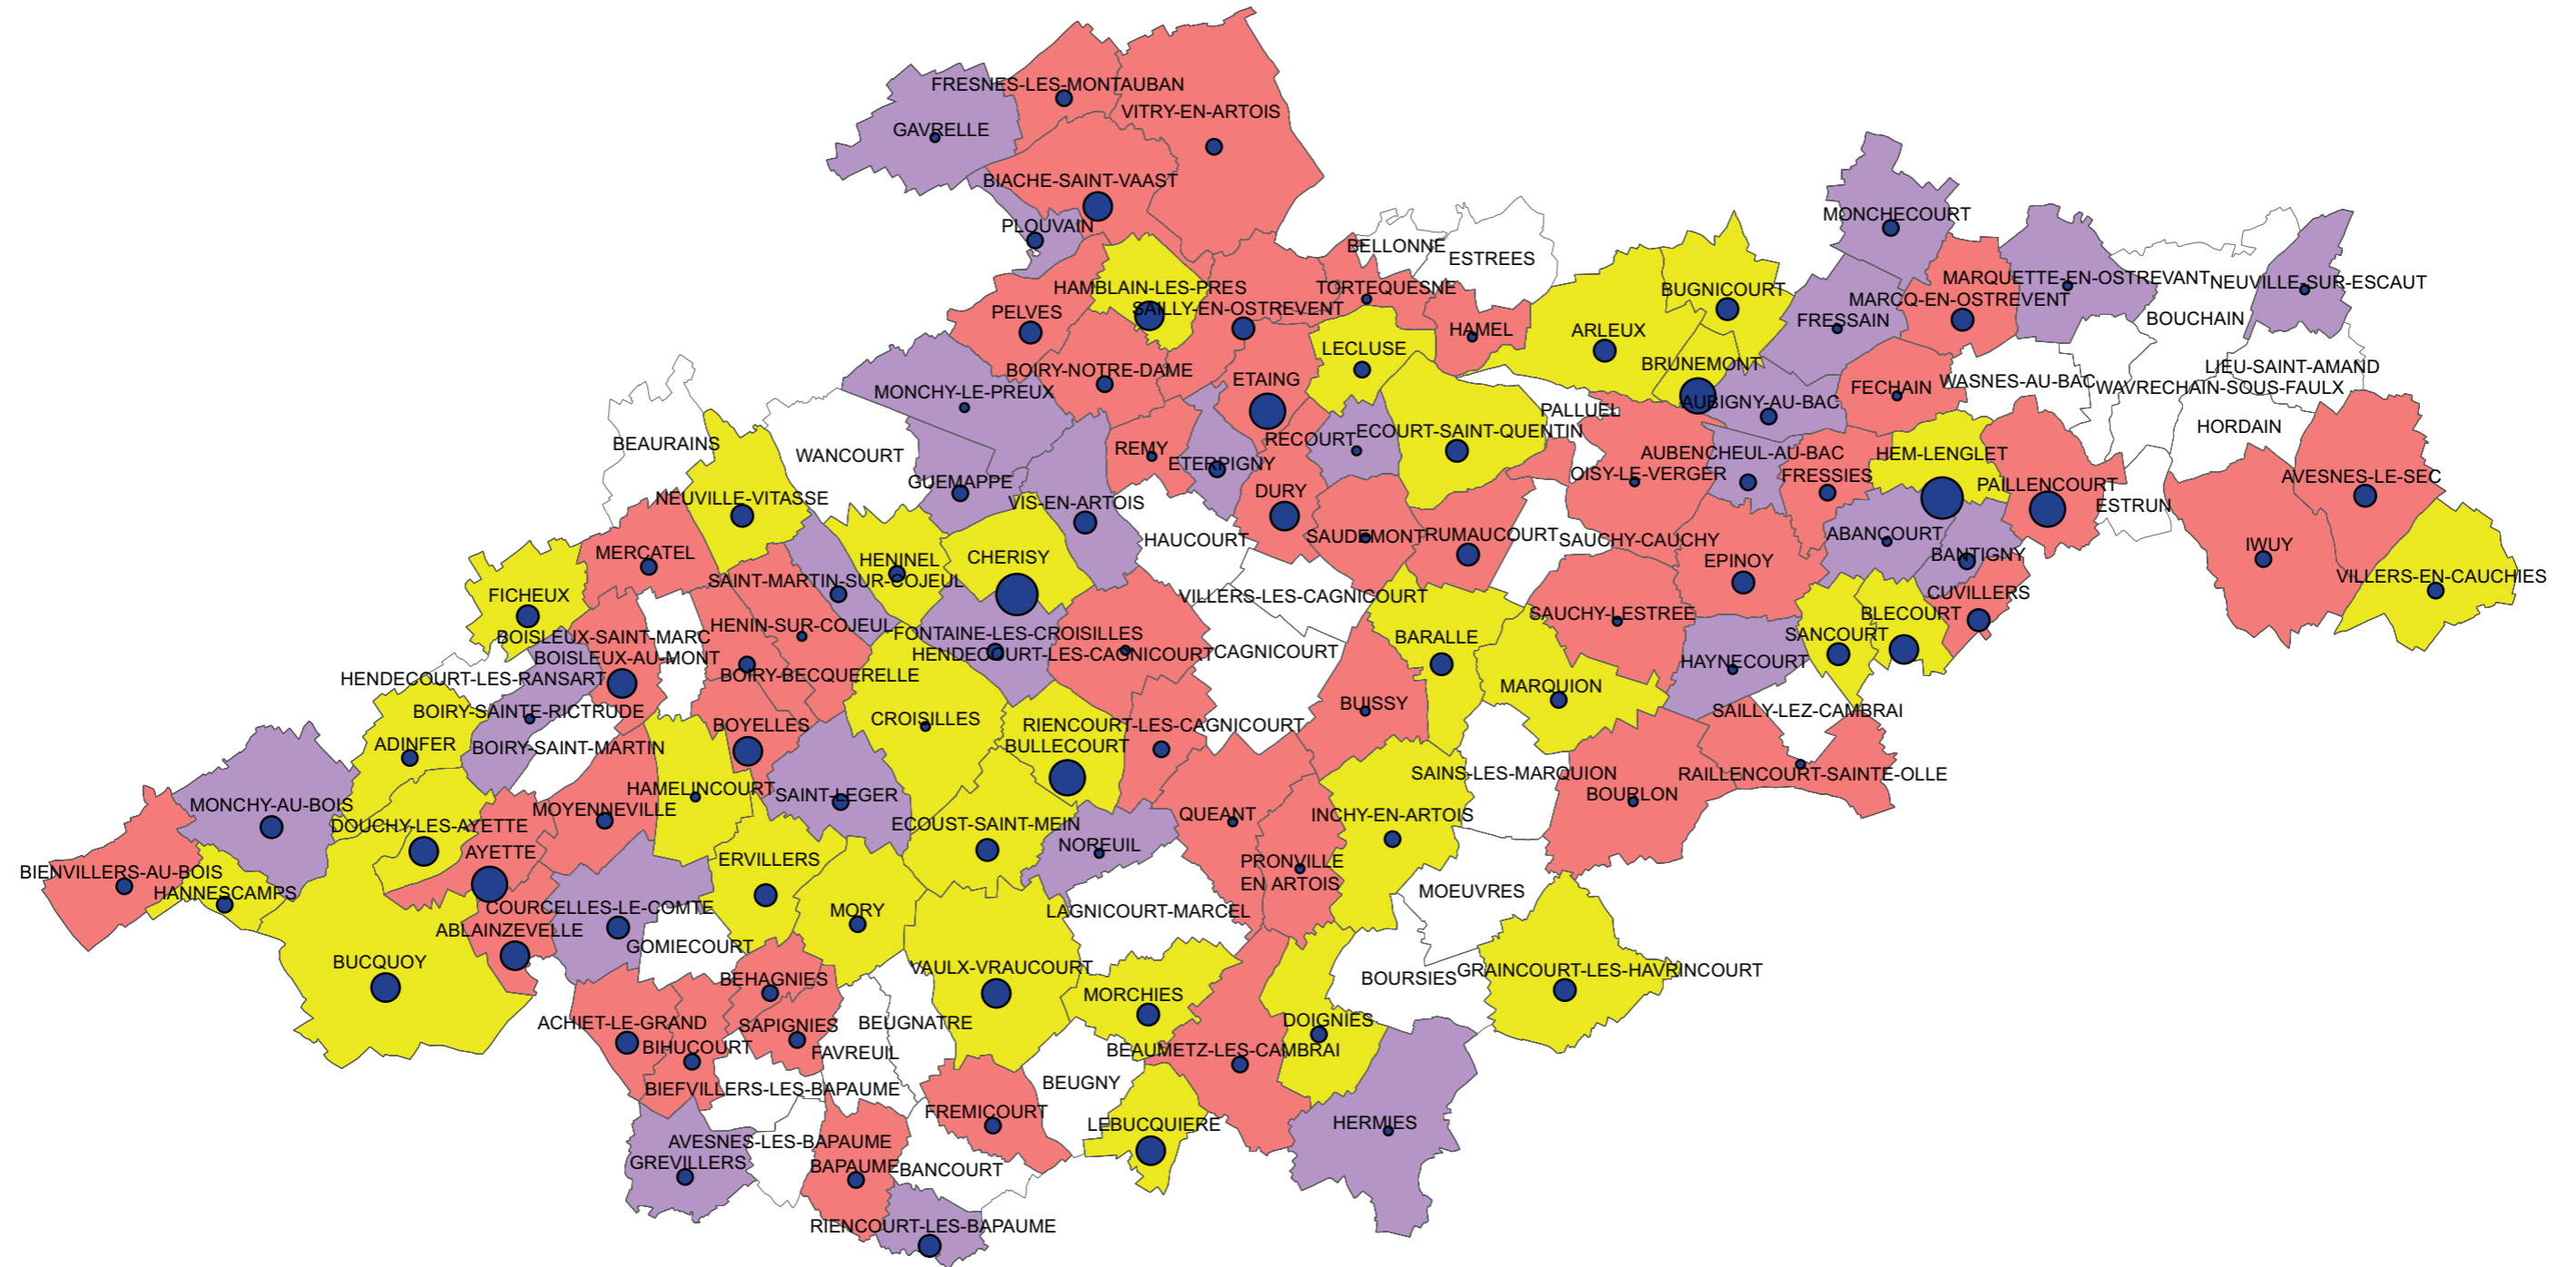 FRESNES-LES-MONTAUBAN
VITRY-EN-ARTOIS
GAVRELLE
BIACHE-SAINT-VAAST
PLOUVAIN
MONCHECOURT
BELLONNE
ESTREES
HAMBLAIN-LES-PRES
TORTEQUESNE
BUGNICOURT
MARQUETTE-EN-OSTREVANT
NEUVILLE-SUR-ESCAUT
SAILLY-EN-OSTREVENT
MARCQ-EN-OSTREVENT
PELVES
HAMEL
ARLEUX
FRESSAIN
BOUCHAIN
LECLUSE
BRUNEMONT
LIEU-SAINT-AMAND
BOIRY-NOTRE-DAME
ETAING
FECHAIN
WASNES-AU-BAC
WAVRECHAIN-SOUS-FAULX
MONCHY-LE-PREUX
AUBIGNY-AU-BAC
PALLUEL
HORDAIN
BEAURAINS
RECOURT
ECOURT-SAINT-QUENTIN
WANCOURT
REMY
ETERPIGNY
AUBENCHEUL-AU-BAC
HEM-LENGLET
OISY-LE-VERGER
FRESSIES
AVESNES-LE-SEC
GUEMAPPE
DURY
PAILLENCOURT
NEUVILLE-VITASSE
VIS-EN-ARTOIS
ESTRUN
HAUCOURT
SAUDEMONT
RUMAUCOURT
SAUCHY-CAUCHY
ABANCOURT
MERCATEL
HENINEL
CHERISY
EPINOY
BANTIGNY
IWUY
SAINT-MARTIN-SUR-COJEUL
VILLERS-EN-CAUCHIES
FICHEUX
VILLERS-LES-CAGNICOURT
CUVILLERS
SAUCHY-LESTREE
BLECOURT
HENIN-SUR-COJEUL
BOISLEUX-SAINT-MARC
FONTAINE-LES-CROISILLES
BARALLE
SANCOURT
BOISLEUX-AU-MONT
HENDECOURT-LES-CAGNICOURT
CAGNICOURT
HAYNECOURT
HENDECOURT-LES-RANSART
BOIRY-BECQUERELLE
MARQUION
BOIRY-SAINTE-RICTRUDE
BUISSY
SAILLY-LEZ-CAMBRAI
CROISILLES
BOYELLES
RIENCOURT-LES-CAGNICOURT
ADINFER
BOIRY-SAINT-MARTIN
BULLECOURT
SAINS-LES-MARQUION
RAILLENCOURT-SAINTE-OLLE
HAMELINCOURT
SAINT-LEGER
BOURLON
MONCHY-AU-BOIS
MOYENNEVILLE
QUEANT
INCHY-EN-ARTOIS
DOUCHY-LES-AYETTE
ECOUST-SAINT-MEIN
NOREUIL
AYETTE
ERVILLERS
PRONVILLE
EN ARTOIS
BIENVILLERS-AU-BOIS
HANNESCAMPS
MOEUVRES
COURCELLES-LE-COMTE
MORY
LAGNICOURT-MARCEL
ABLAINZEVELLE
GOMIECOURT
BUCQUOY
VAULX-VRAUCOURT
BEHAGNIES
BOURSIES
GRAINCOURT-LES-HAVRINCOURT
MORCHIES
ACHIET-LE-GRAND
SAPIGNIES
BEUGNATRE
DOIGNIES
BIHUCOURT
FAVREUIL
BEAUMETZ-LES-CAMBRAI
BIEFVILLERS-LES-BAPAUME
BEUGNY
FREMICOURT
LEBUCQUIERE
HERMIES
AVESNES-LES-BAPAUME
GREVILLERS
BAPAUME
BANCOURT
RIENCOURT-LES-BAPAUME